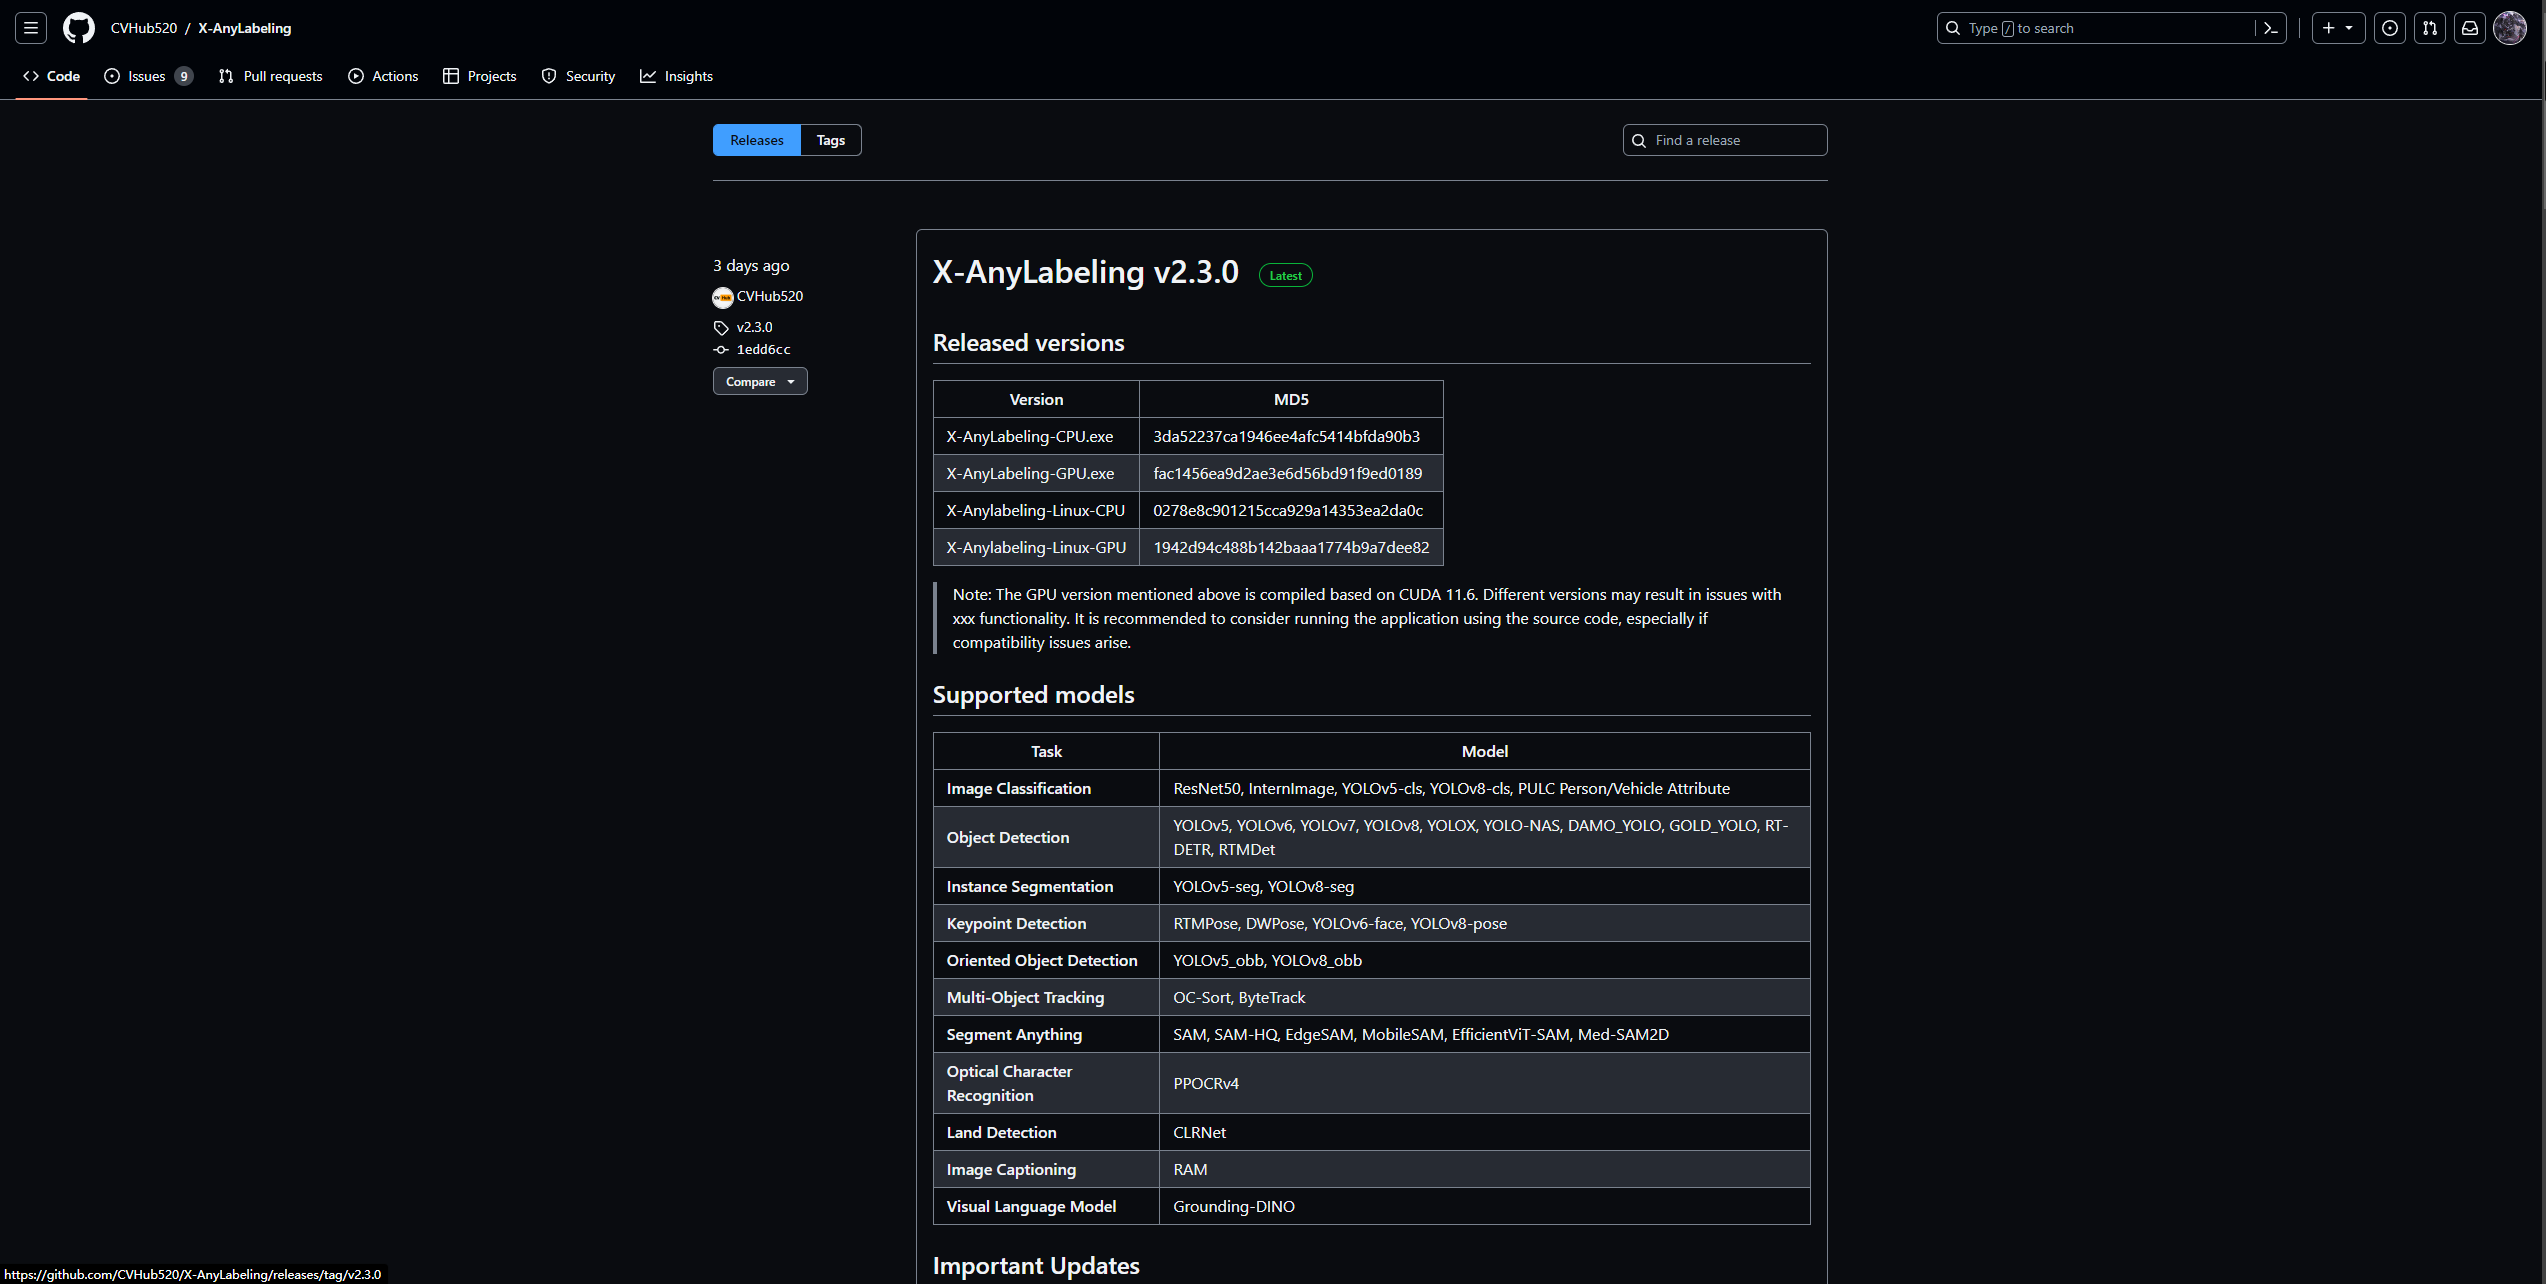 CVHub520 / X-AnyLabeling
Type / to search
Code
Issues 9
Pull requests
Actions
Projects
Security
Insights
Releases
Tags
Find a release
3 days ago
CVHub520
v2.3.0
1edd6cc
Compare
X-AnyLabeling v2.3.0 Latest
Released versions
Version MD5
X-AnyLabeling-CPU.exe 3da52237ca1946ee4afc5414bfda90b3
X-AnyLabeling-GPU.exe fac1456ea9d2ae3e6d56bd91f9ed0189
X-Anylabeling-Linux-CPU 0278e8c901215cca929a14353ea2da0c
X-Anylabeling-Linux-GPU 1942d94c488b142baaa1774b9a7dee82
Note: The GPU version mentioned above is compiled based on CUDA 11.6. Different versions may result in issues with
xxx functionality. It is recommended to consider running the application using the source code, especially if
compatibility issues arise.
Supported models
Task Model
Image Classification ResNet50, InternImage, YOLOv5-cls, YOLOv8-cls, PULC Person/Vehicle Attribute
Object Detection YOLOv5, YOLOv6, YOLOv7, YOLOv8, YOLOX, YOLO-NAS, DAMO_YOLO, GOLD_YOLO, RT-
DETR, RTMDet
Instance Segmentation YOLOv5-seg, YOLOv8-seg
Keypoint Detection RTMPose, DWPose, YOLOv6-face, YOLOv8-pose
Oriented Object Detection YOLOv5_obb, YOLOv8_obb
Multi-Object Tracking OC-Sort, ByteTrack
Segment Anything SAM, SAM-HQ, EdgeSAM, MobileSAM, EfficientViT-SAM, Med-SAM2D
Optical Character
Recognition PPOCRv4
Land Detection CLRNet
Image Captioning RAM
Visual Language Model Grounding-DINO
Important Updates
https://github.com/CVHub520/X-AnyLabeling/releases/tag/v2.3.0